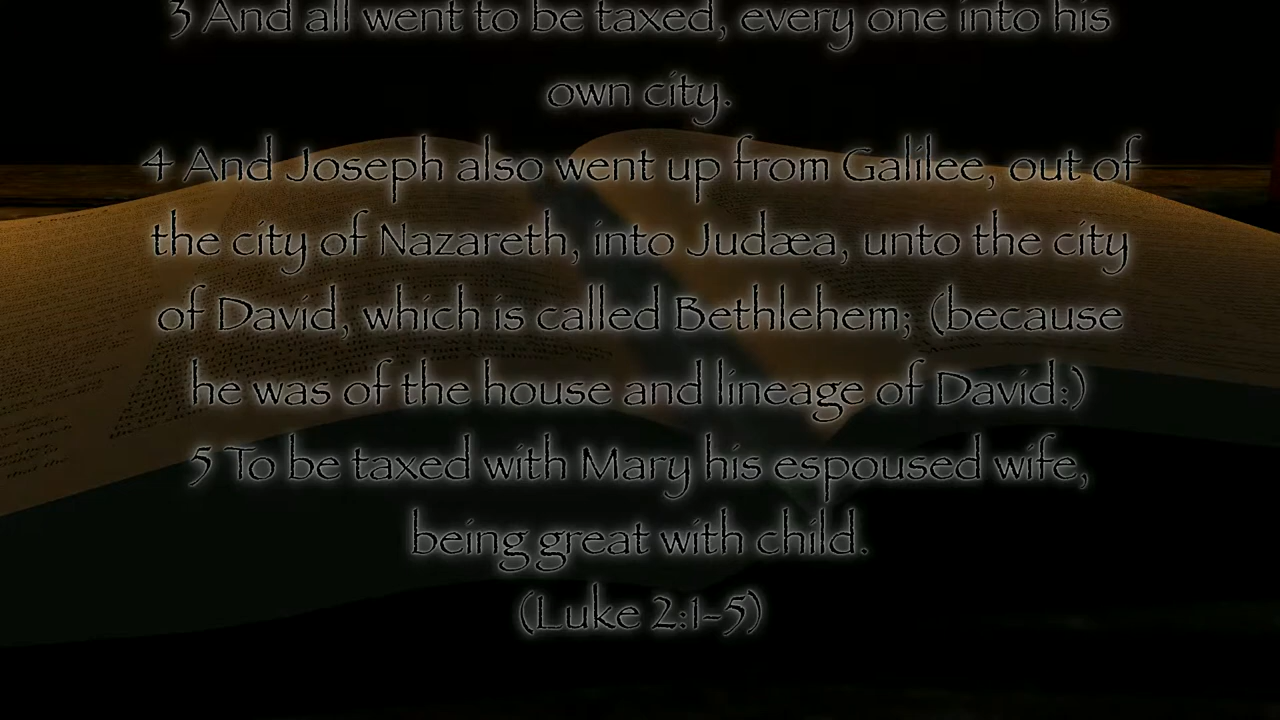 3 And all went to be taxed, every one into his
own city.
4 And Joseph also went up from Galilee, out of
the city of Nazareth, into Judæa, unto the city
of David, which is called Bethlehem; (because
he was of the house and lineage of David:)
5 To be taxed with Mary his espoused wife,
being great with child.
(Luke 2:1-5)